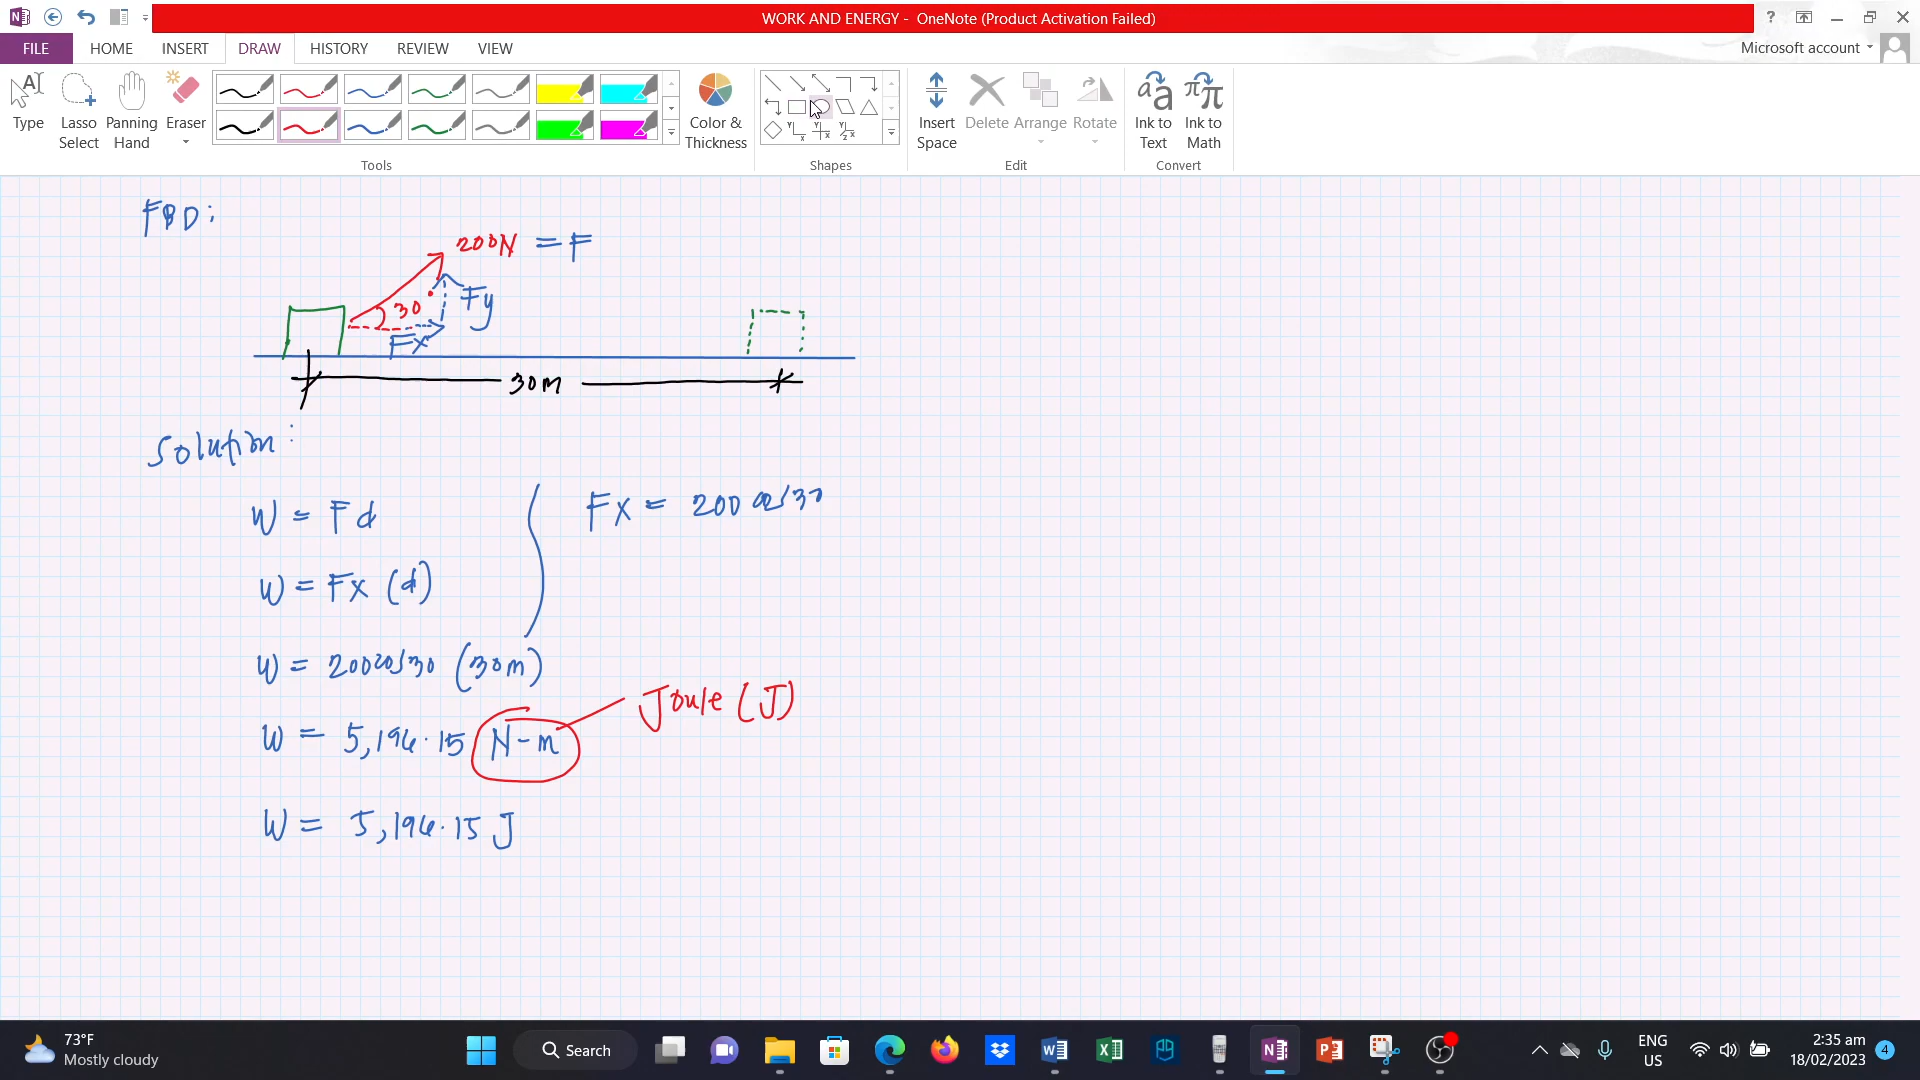 WORK AND ENERGY - OneNote (Product Activation Failed)
?
FILE HOME INSERT DRAW HISTORY REVIEW VIEW
Microsoft account
Type
Lasso Select
Panning Hand
Eraser
Color & Thickness
Insert Space
Delete
Arrange
Rotate
Ink to Text
Ink to Math
Tools
Shapes
Edit
Convert
FBD:
200N = F
30°
Fy
Fx
30m
Solution:
W = Fd
Fx = 200 cos30
W = Fx (d)
W = 200cos30 (30m)
Joule (J)
W = 5,196.15 N-m
W = 5,196.15 J
73°F
Mostly cloudy
Search
ENG
US
2:35 am
18/02/2023
4